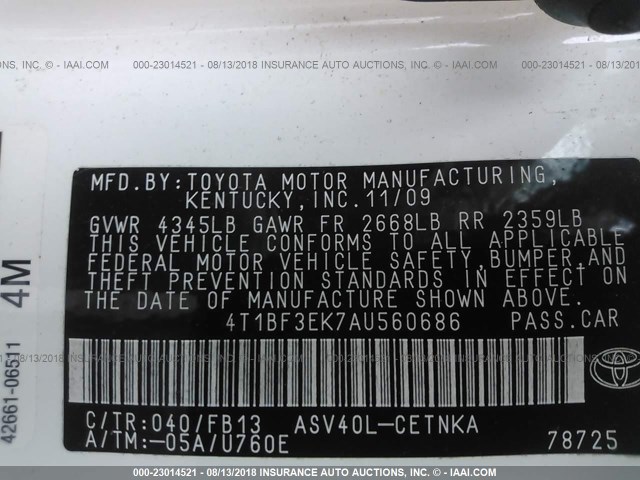 000-23014521 - 08/13/2018 INSURANCE AUTO AUCTIONS, INC. - IAAI.COM
MFD.BY:TOYOTA MOTOR MANUFACTURING,
KENTUCKY,INC.11/09
GVWR 4345LB GAWR FR 2668LB RR 2359LB
THIS VEHICLE CONFORMS TO ALL APPLICABLE
FEDERAL MOTOR VEHICLE SAFETY,BUMPER,AND
THEFT PREVENTION STANDARDS IN EFFECT ON
THE DATE OF MANUFACTURE SHOWN ABOVE.
4T1BF3EK7AU560686 PASS.CAR
C/TR:040/FB13 ASV40L-CETNKA
A/TM:-05A/U760E 78725
42661-06511 4M
000-23014521 - 08/13/2018 INSURANCE AUTO AUCTIONS, INC. - IAAI.COM